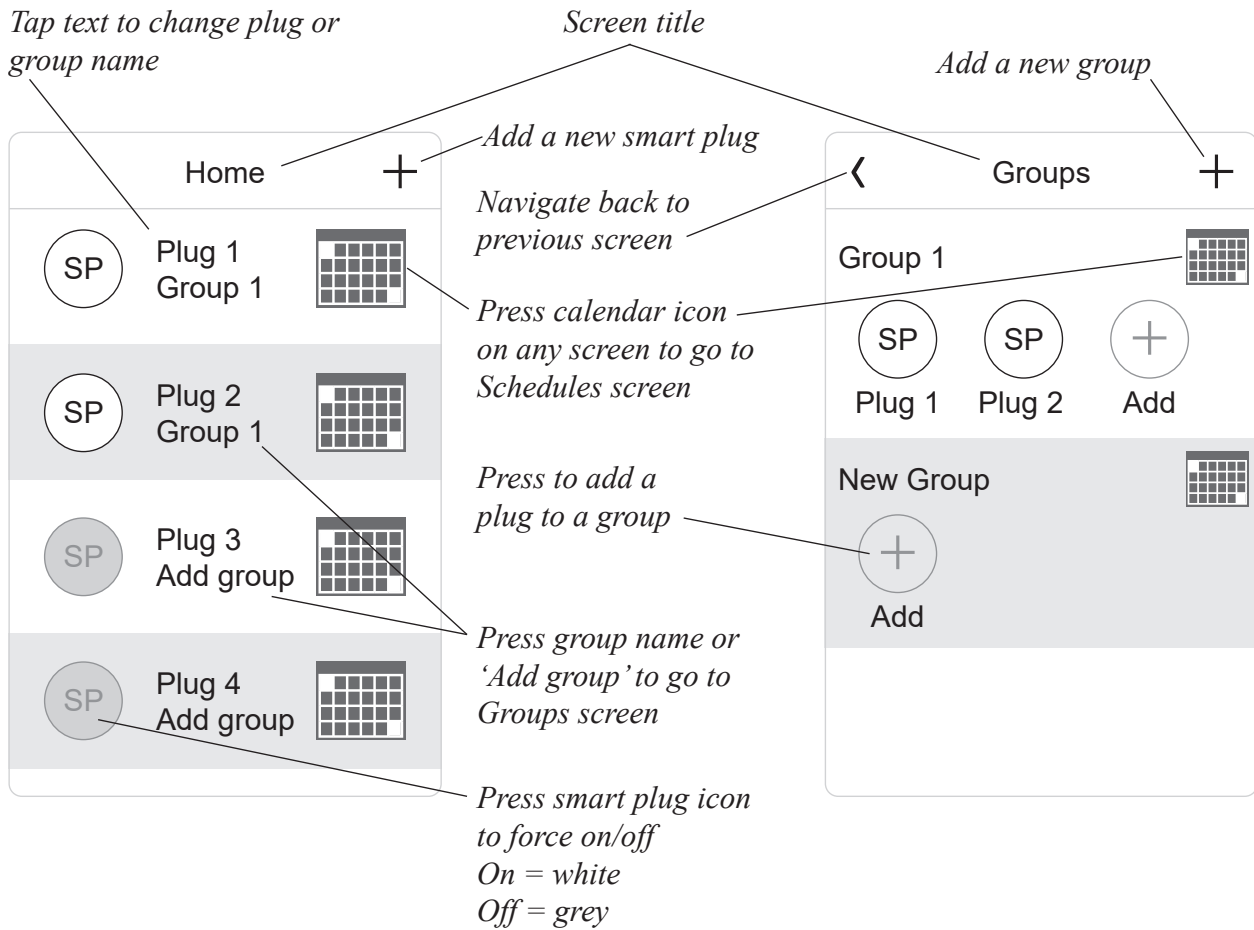 Tap text to change plug or
group name
Screen title
Add a new group
Add a new smart plug
Navigate back to
previous screen
Press calendar icon
on any screen to go to
Schedules screen
Press to add a
plug to a group
Press group name or
‘Add group’ to go to
Groups screen
Press smart plug icon
to force on/off
On = white
Off = grey
Home
SP
Plug 1
Group 1
SP
Plug 2
Group 1
SP
Plug 3
Add group
SP
Plug 4
Add group
Groups
Group 1
SP
SP
Plug 1
Plug 2
Add
New Group
Add